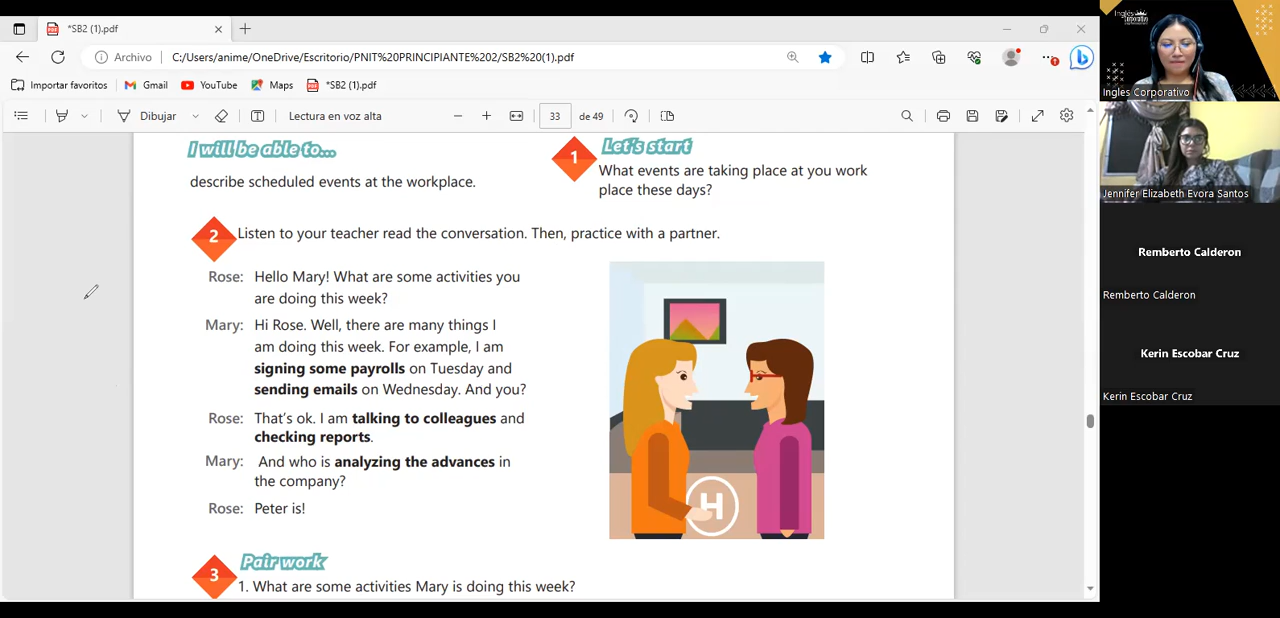 *SB2 (1).pdf
Archivo
C:/Users/anime/OneDrive/Escritorio/PNIT%20PRINCIPIANTE%202/SB2%20(1).pdf
Importar favoritos
Gmail
YouTube
Maps
*SB2 (1).pdf
Dibujar
Lectura en voz alta
33
de 49
I will be able to...
describe scheduled events at the workplace.
1
Let's start
What events are taking place at you work
place these days?
2
Listen to your teacher read the conversation. Then, practice with a partner.
Rose: Hello Mary! What are some activities you
are doing this week?
Mary: Hi Rose. Well, there are many things I
am doing this week. For example, I am
signing some payrolls on Tuesday and
sending emails on Wednesday. And you?
Rose: That's ok. I am talking to colleagues and
checking reports.
Mary: And who is analyzing the advances in
the company?
Rose: Peter is!
H
3
Pair work
1. What are some activities Mary is doing this week?
Inglés
Corporativo
Ingles Corporativo
Jennifer Elizabeth Evora Santos
Remberto Calderon
Remberto Calderon
Kerin Escobar Cruz
Kerin Escobar Cruz